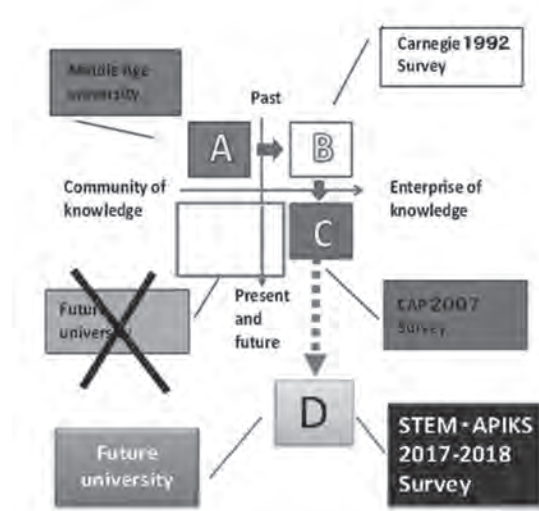 Carnegie 1992
Survey
Middle Age
university
Past
A
B
Community of
knowledge
Enterprise of
knowledge
C
Future
university
Present
and
future
CAP 2007
Survey
D
Future
university
STEM・APIKS
2017-2018
Survey